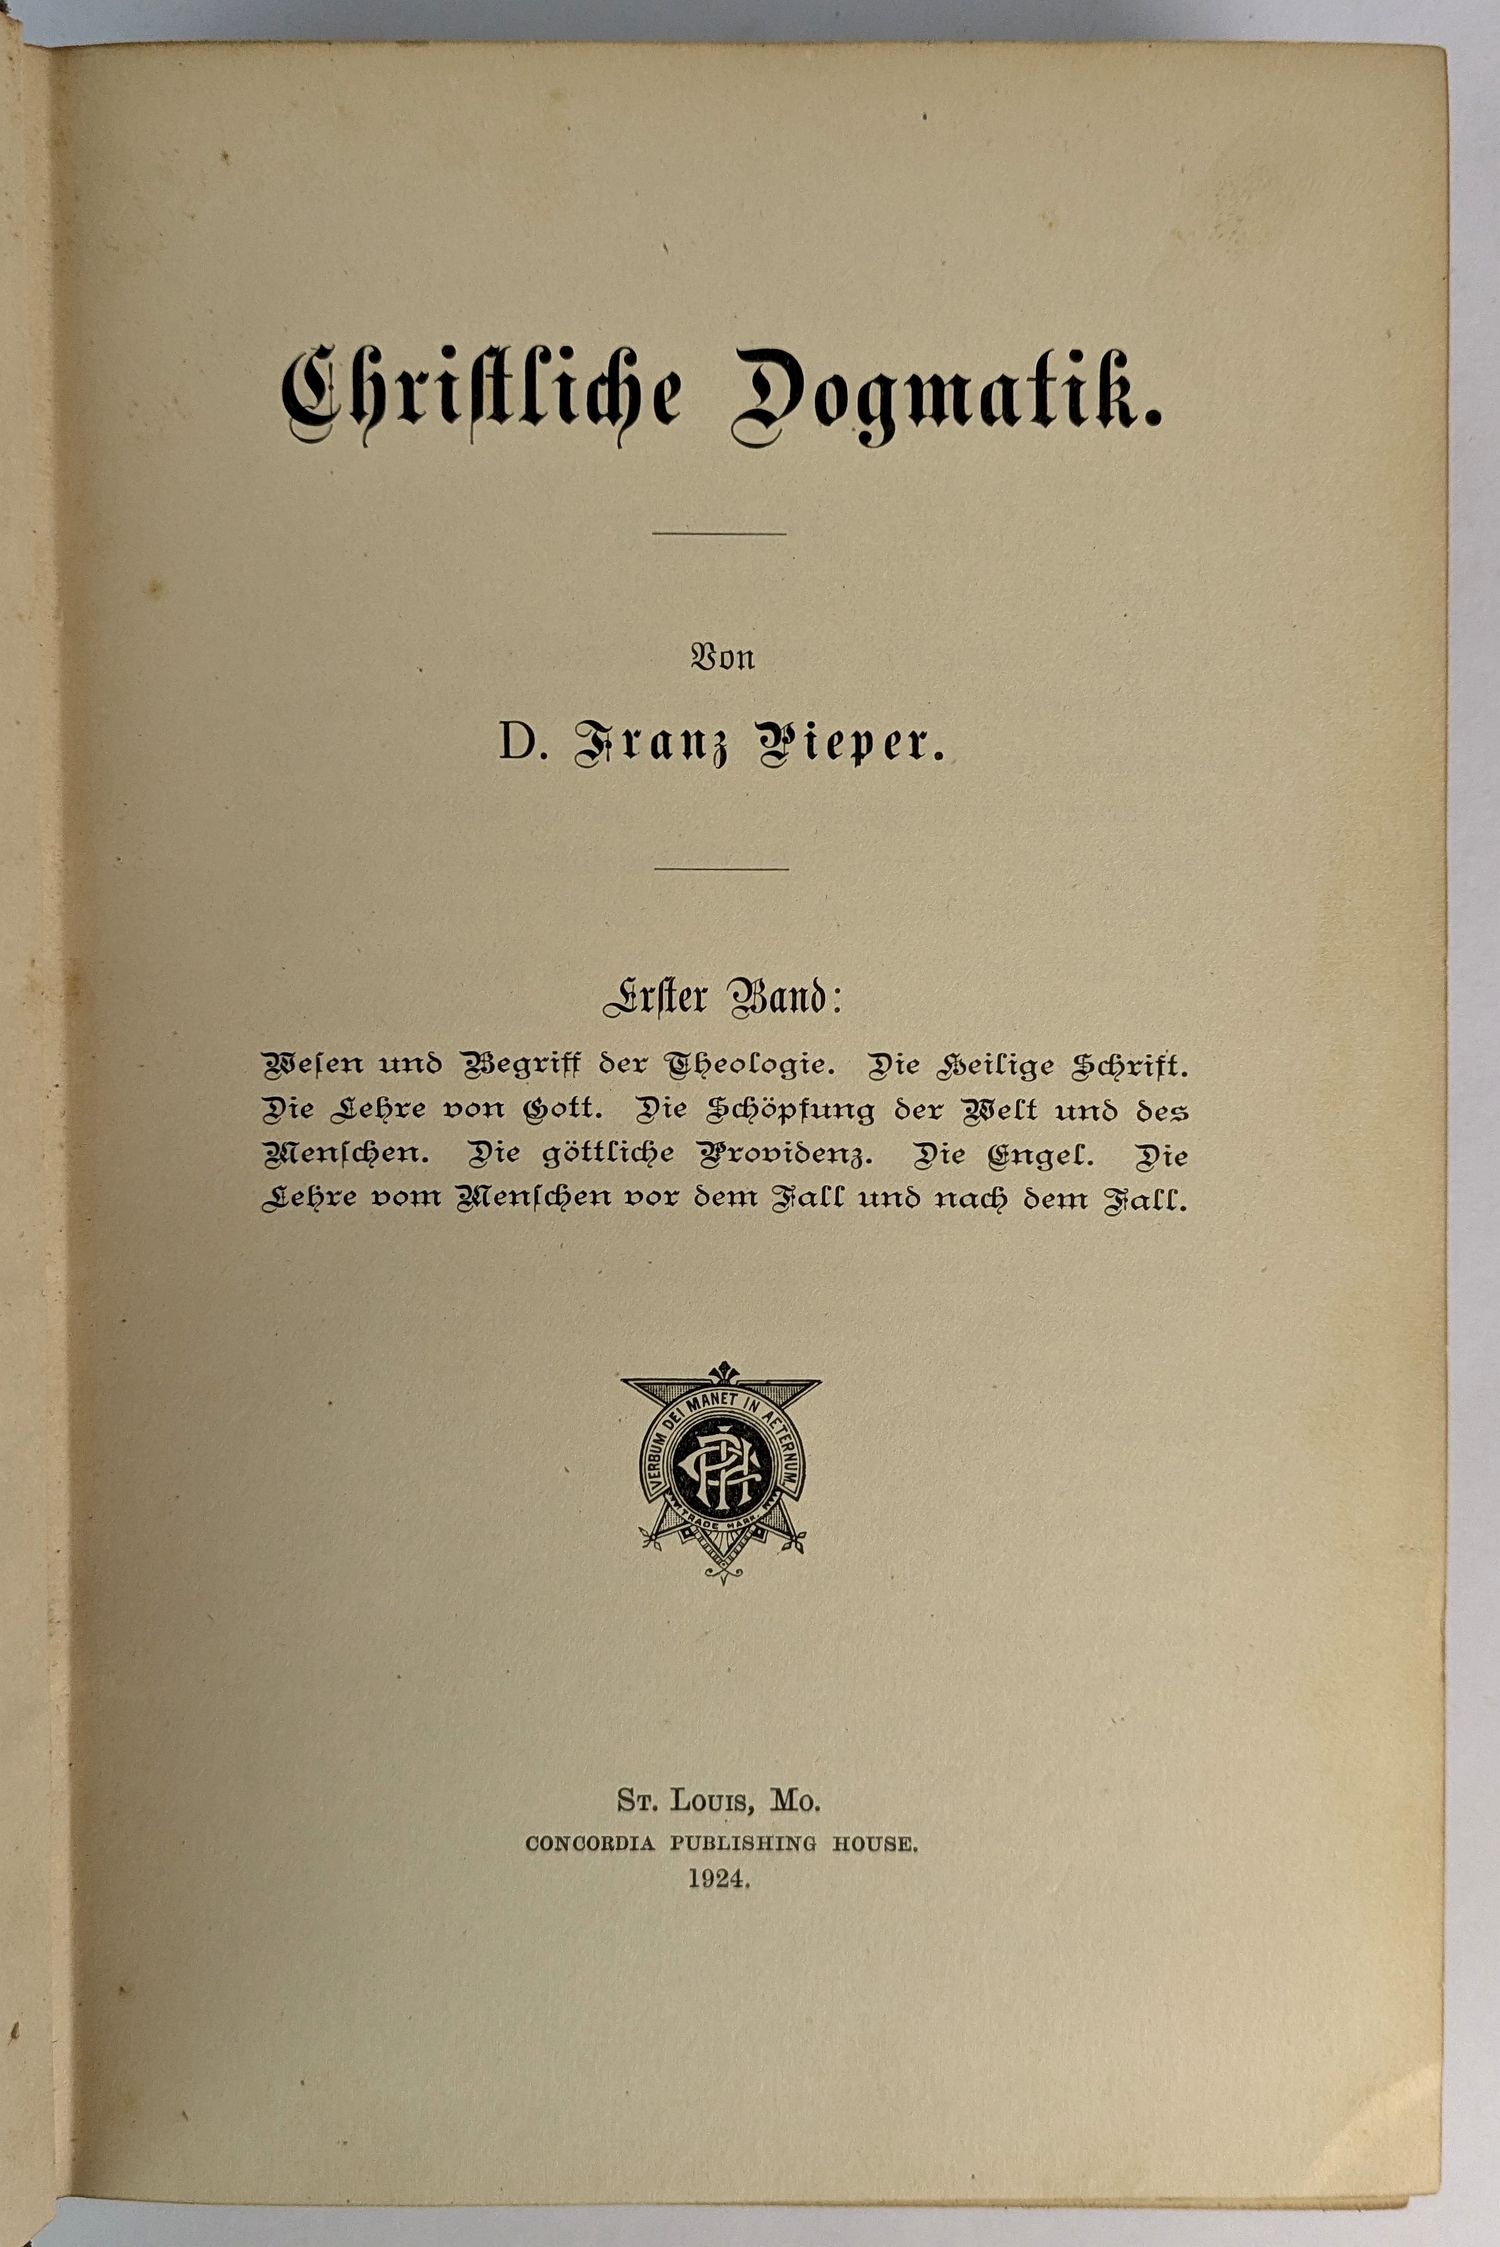 Christliche Dogmatik.
Von
D. Franz Pieper.
Erster Band:
Wesen und Begriff der Theologie. Die Heilige Schrift.
Die Lehre von Gott. Die Schöpfung der Welt und des
Menschen. Die göttliche Providenz. Die Engel. Die
Lehre vom Menschen vor dem Fall und nach dem Fall.
VERBUM DEI MANET IN AETERNUM
CPH
TRADE MARK
ST. LOUIS, MO.
CONCORDIA PUBLISHING HOUSE.
1924.